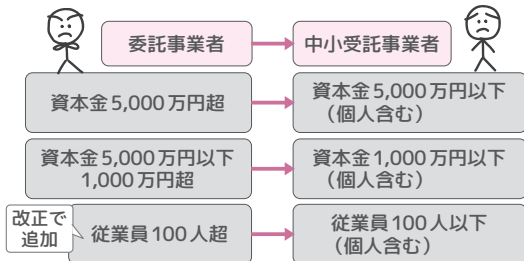 委託事業者
中小受託事業者
資本金5,000万円超
資本金5,000万円以下
（個人含む）
資本金5,000万円以下
1,000万円超
資本金1,000万円以下
（個人含む）
改正で
追加
従業員100人超
従業員100人以下
（個人含む）